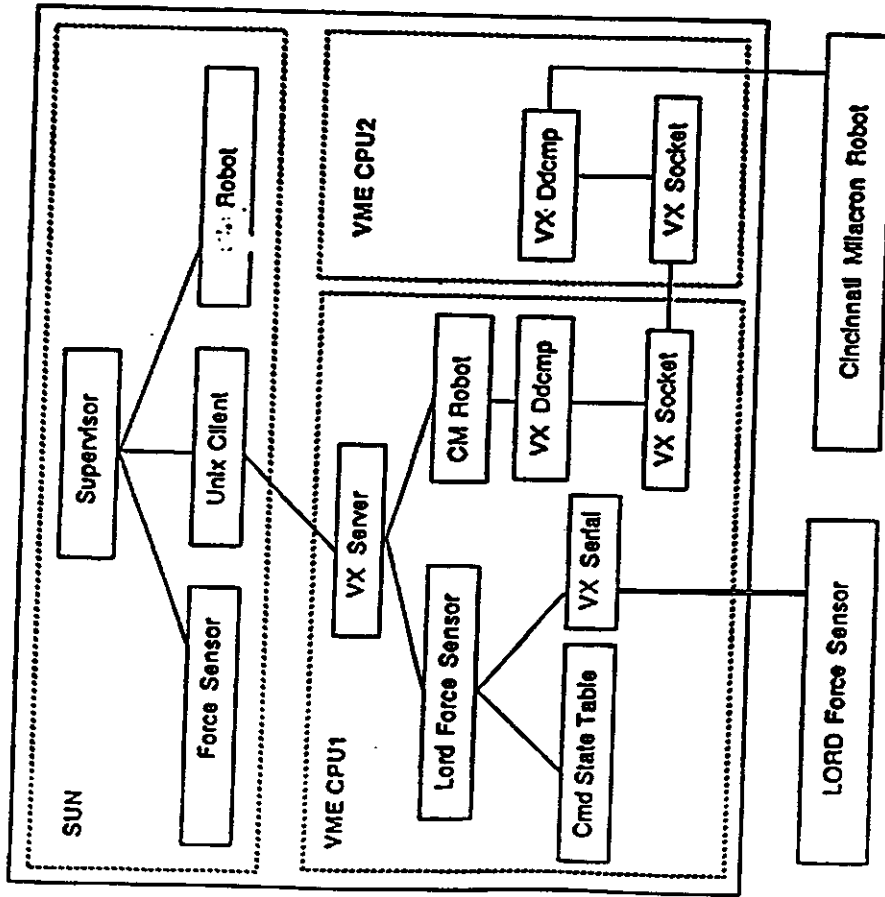 SUN
Supervisor
Force Sensor
Unix Client
Robot
VME CPU1
VX Server
Lord Force Sensor
CM Robot
Cmd State Table
VX Serial
VX Ddcmp
VX Socket
VME CPU2
VX Ddcmp
VX Socket
LORD Force Sensor
Cincinnati Milacron Robot